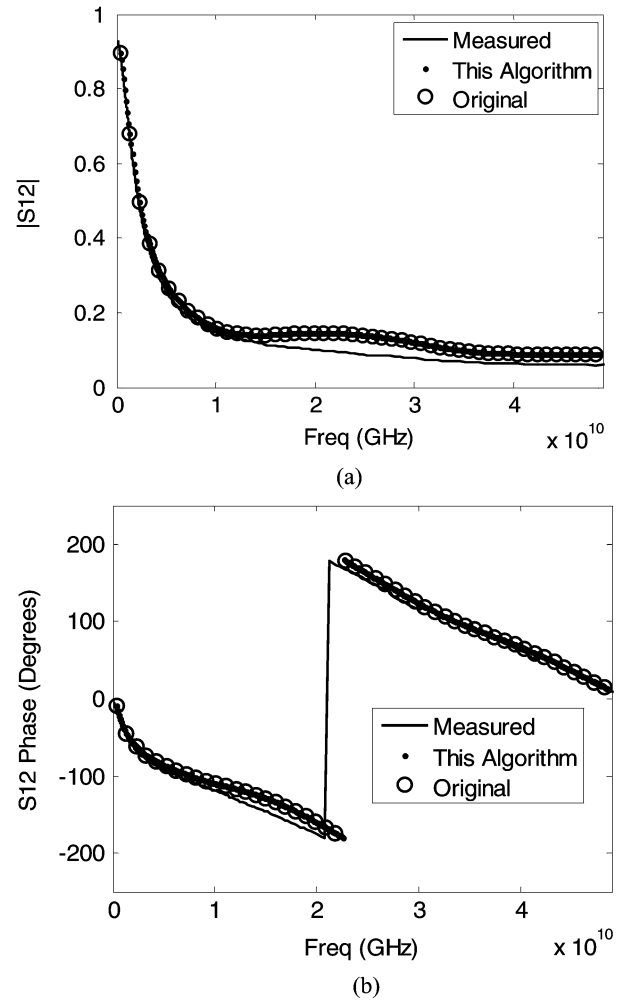 1
0.8
0.6
0.4
0.2
0
|S12|
Measured
This Algorithm
Original
0 1 2 3 4
Freq (GHz)
x 10^10
(a)
200
100
0
-100
-200
S12 Phase (Degrees)
Measured
This Algorithm
Original
0 1 2 3 4
Freq (GHz)
x 10^10
(b)